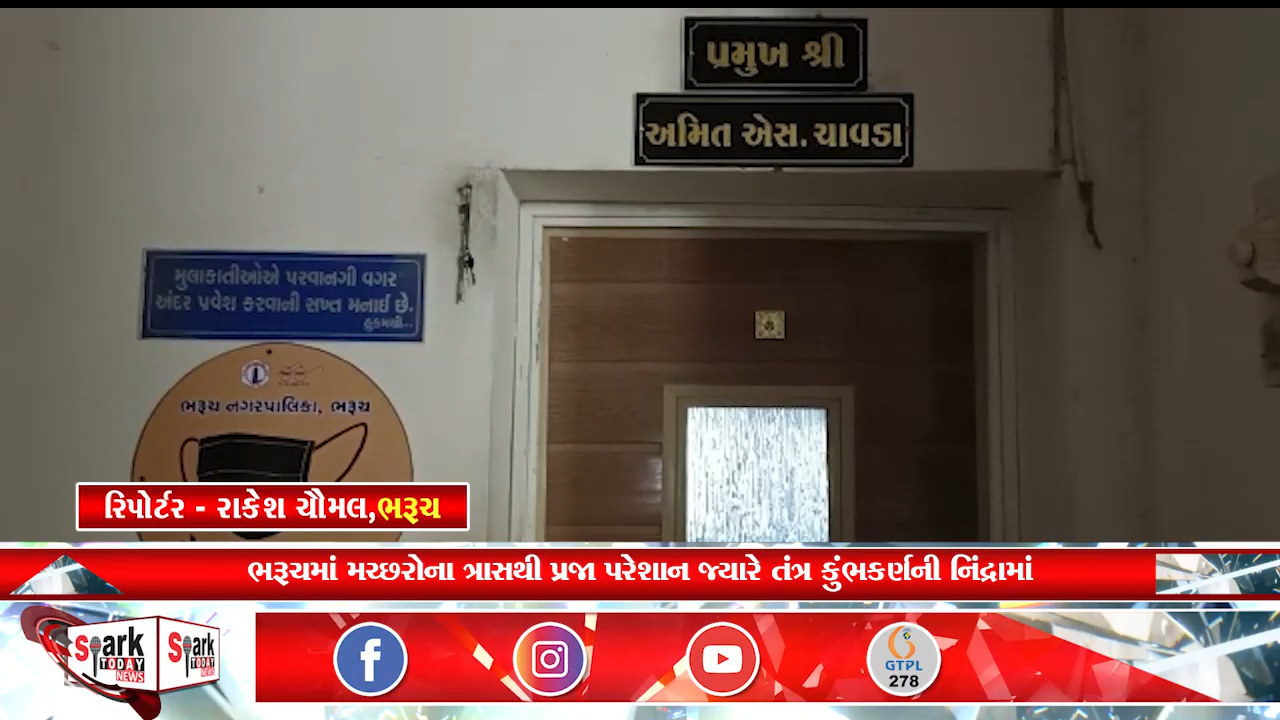 પ્રમુખ શ્રી
અમિત એસ. ચાવડા
મુલાકાતીઓએ પરવાનગી વગર
અંદર પ્રવેશ કરવાની સખ્ત મનાઈ છે.
હુકમથી...
ભરૂચ નગરપાલિકા, ભરૂચ
રિપોર્ટર - રાકેશ ચૌમલ,ભરૂચ
ભરૂચમાં મચ્છરોના ત્રાસથી પ્રજા પરેશાન જ્યારે તંત્ર કુંભકર્ણની નિંદ્રામાં
Spark
TODAY
NEWS
Spark
TODAY
NEWS
GTPL
278